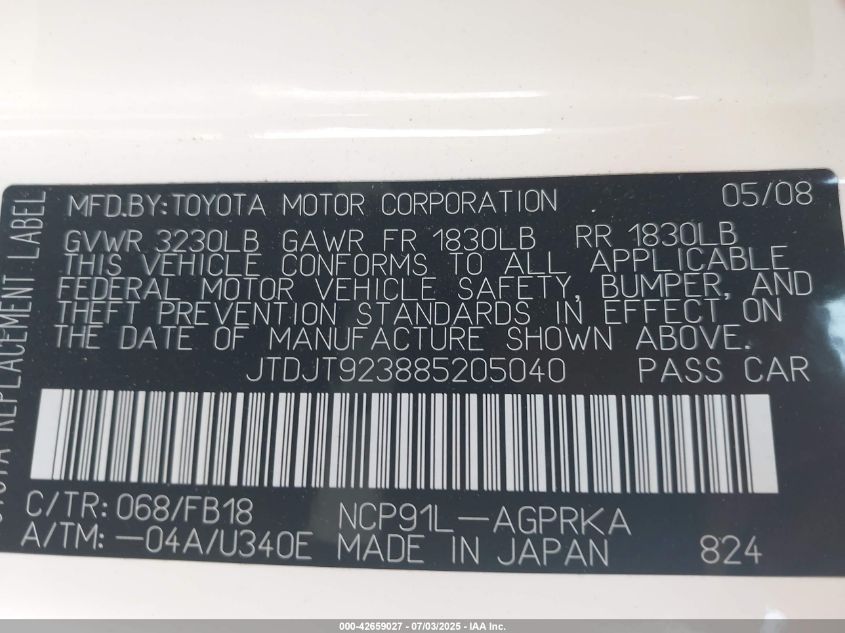 TOYOTA REPLACEMENT LABEL
MFD.BY:TOYOTA MOTOR CORPORATION 05/08
GVWR 3230LB GAWR FR 1830LB RR 1830LB
THIS VEHICLE CONFORMS TO ALL APPLICABLE
FEDERAL MOTOR VEHICLE SAFETY, BUMPER, AND
THEFT PREVENTION STANDARDS IN EFFECT ON
THE DATE OF MANUFACTURE SHOWN ABOVE.
JTDJT923885205040 PASS CAR
C/TR: 068/FB18 NCP91L-AGPRKA
A/TM: -04A/U340E MADE IN JAPAN 824
000-42659027 - 07/03/2025 - IAA Inc.